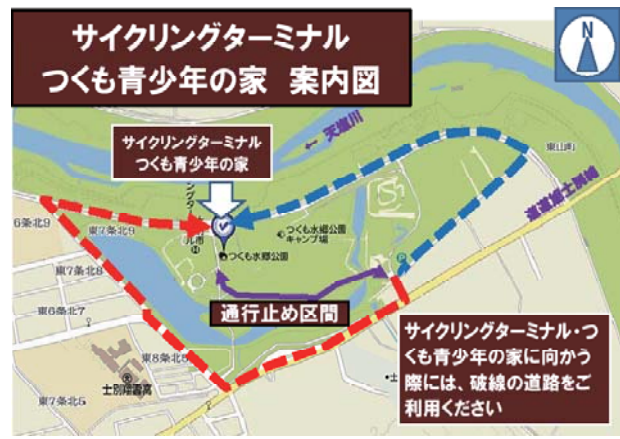 サイクリングターミナル
つくも青少年の家 案内図
N
サイクリングターミナル
つくも青少年の家
← 天塩川
東山町
道道温士別線
6条北9
東7条北9
東7条北8
東6条北7
東8条北5
東7条北5
士別翔雲高
つくも水郷公園
キャンプ場
つくも水郷公園
通行止め区間
サイクリングターミナル・つ
くも青少年の家に向かう
際には、破線の道路をご
利用ください